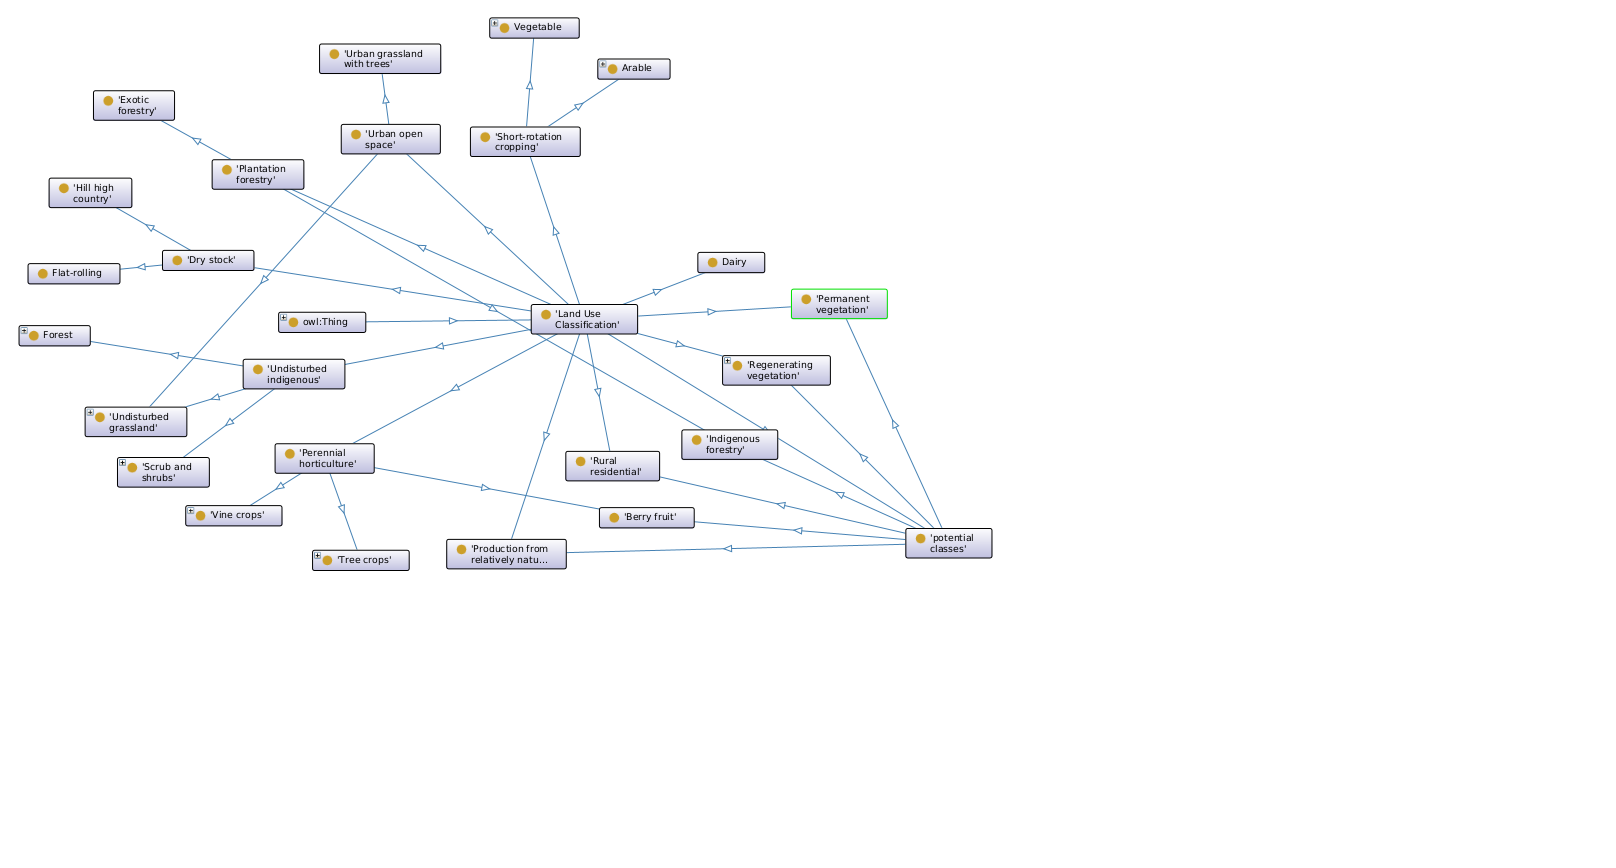 Vegetable
'Urban grassland
with trees'
Arable
'Exotic
forestry'
'Urban open
space'
'Short-rotation
cropping'
'Plantation
forestry'
'Hill high
country'
'Dry stock'
Flat-rolling
Dairy
'Permanent
vegetation'
owl:Thing
'Land Use
Classification'
Forest
'Undisturbed
indigenous'
'Regenerating
vegetation'
'Undisturbed
grassland'
'Indigenous
forestry'
'Perennial
horticulture'
'Rural
residential'
'Scrub and
shrubs'
'Vine crops'
'Berry fruit'
'potential
classes'
'Production from
relatively natu...
'Tree crops'